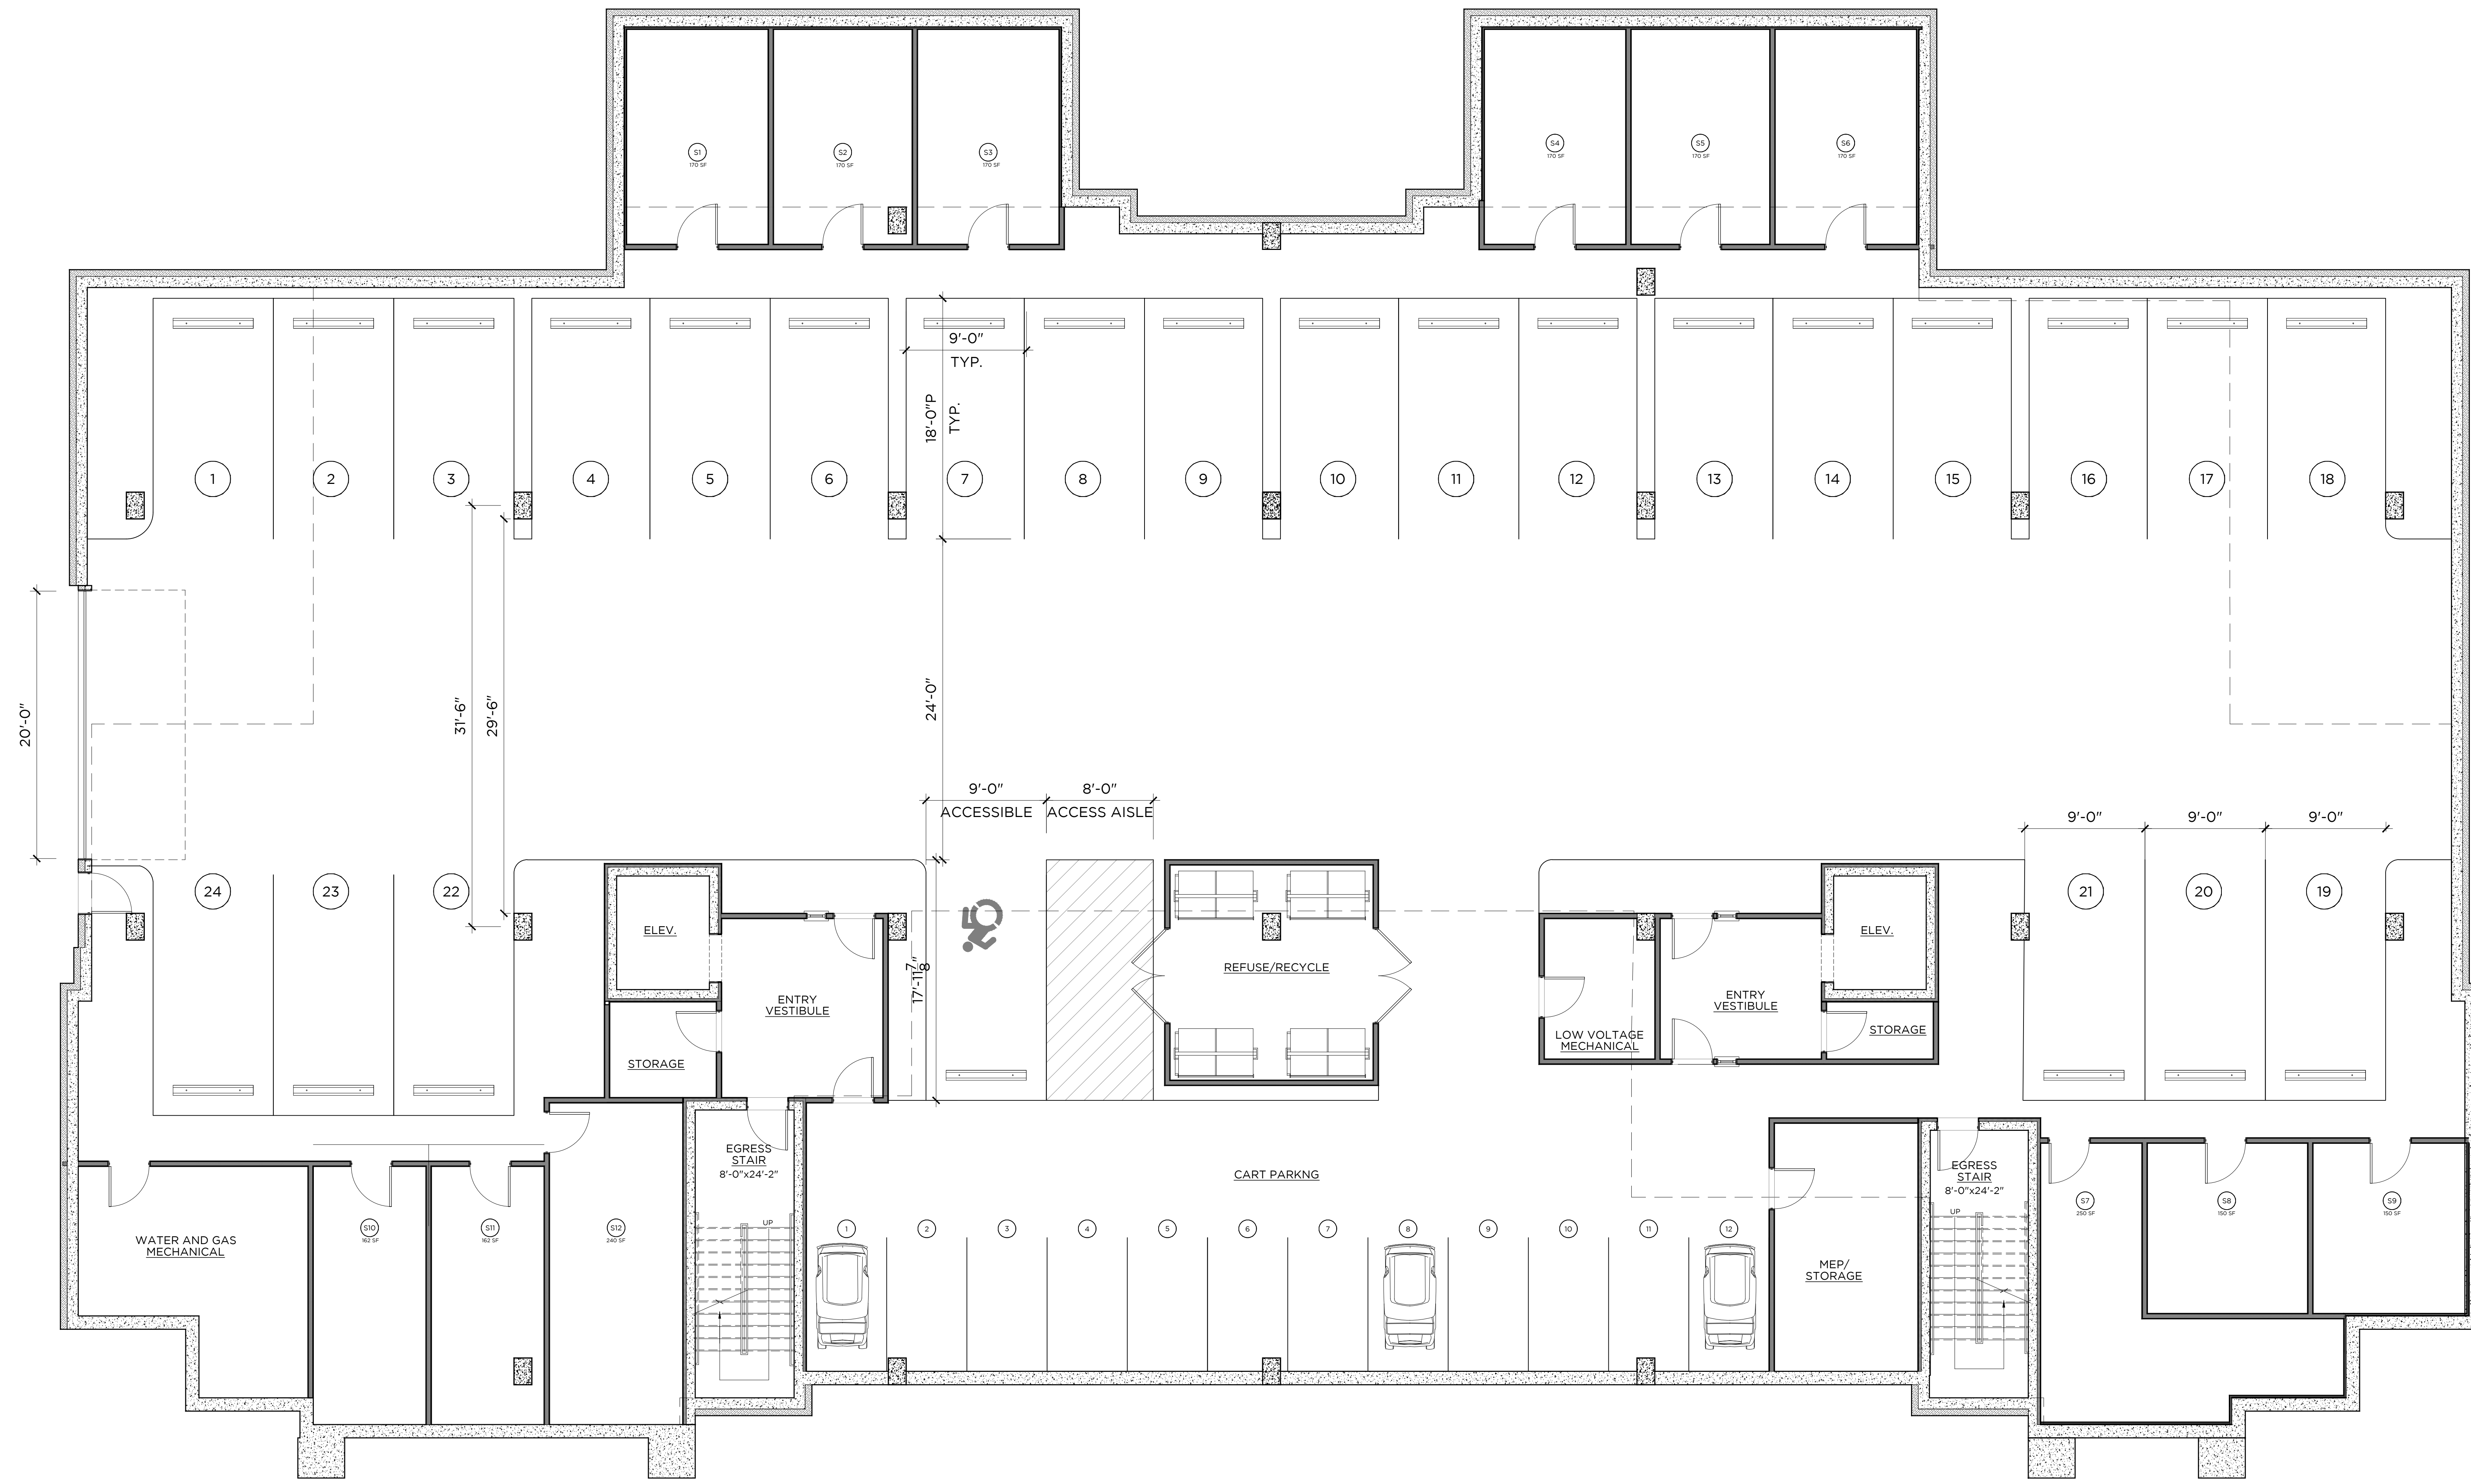 S1
170 SF
S2
170 SF
S3
170 SF
S4
170 SF
S5
170 SF
S6
170 SF
9'-0"
TYP.
18'-0"P
TYP.
1
2
3
4
5
6
7
8
9
10
11
12
13
14
15
16
17
18
20'-0"
31'-6"
29'-6"
24'-0"
9'-0"
ACCESSIBLE
8'-0"
ACCESS AISLE
9'-0"
9'-0"
9'-0"
24
23
22
21
20
19
ELEV.
ENTRY
VESTIBULE
STORAGE
17'-11 7/8"
REFUSE/RECYCLE
LOW VOLTAGE
MECHANICAL
ENTRY
VESTIBULE
ELEV.
STORAGE
EGRESS
STAIR
8'-0"x24'-2"
UP
CART PARKNG
EGRESS
STAIR
8'-0"x24'-2"
UP
WATER AND GAS
MECHANICAL
S10
162 SF
S11
162 SF
S12
240 SF
1
2
3
4
5
6
7
8
9
10
11
12
MEP/
STORAGE
S7
250 SF
S8
150 SF
S9
150 SF